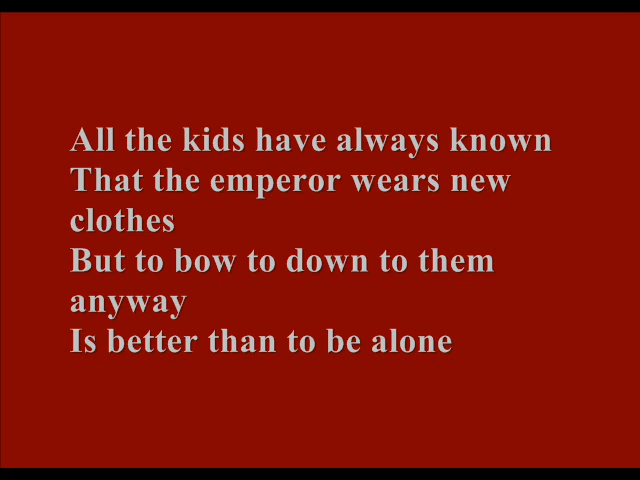 All the kids have always known
That the emperor wears new
clothes
But to bow to down to them
anyway
Is better than to be alone